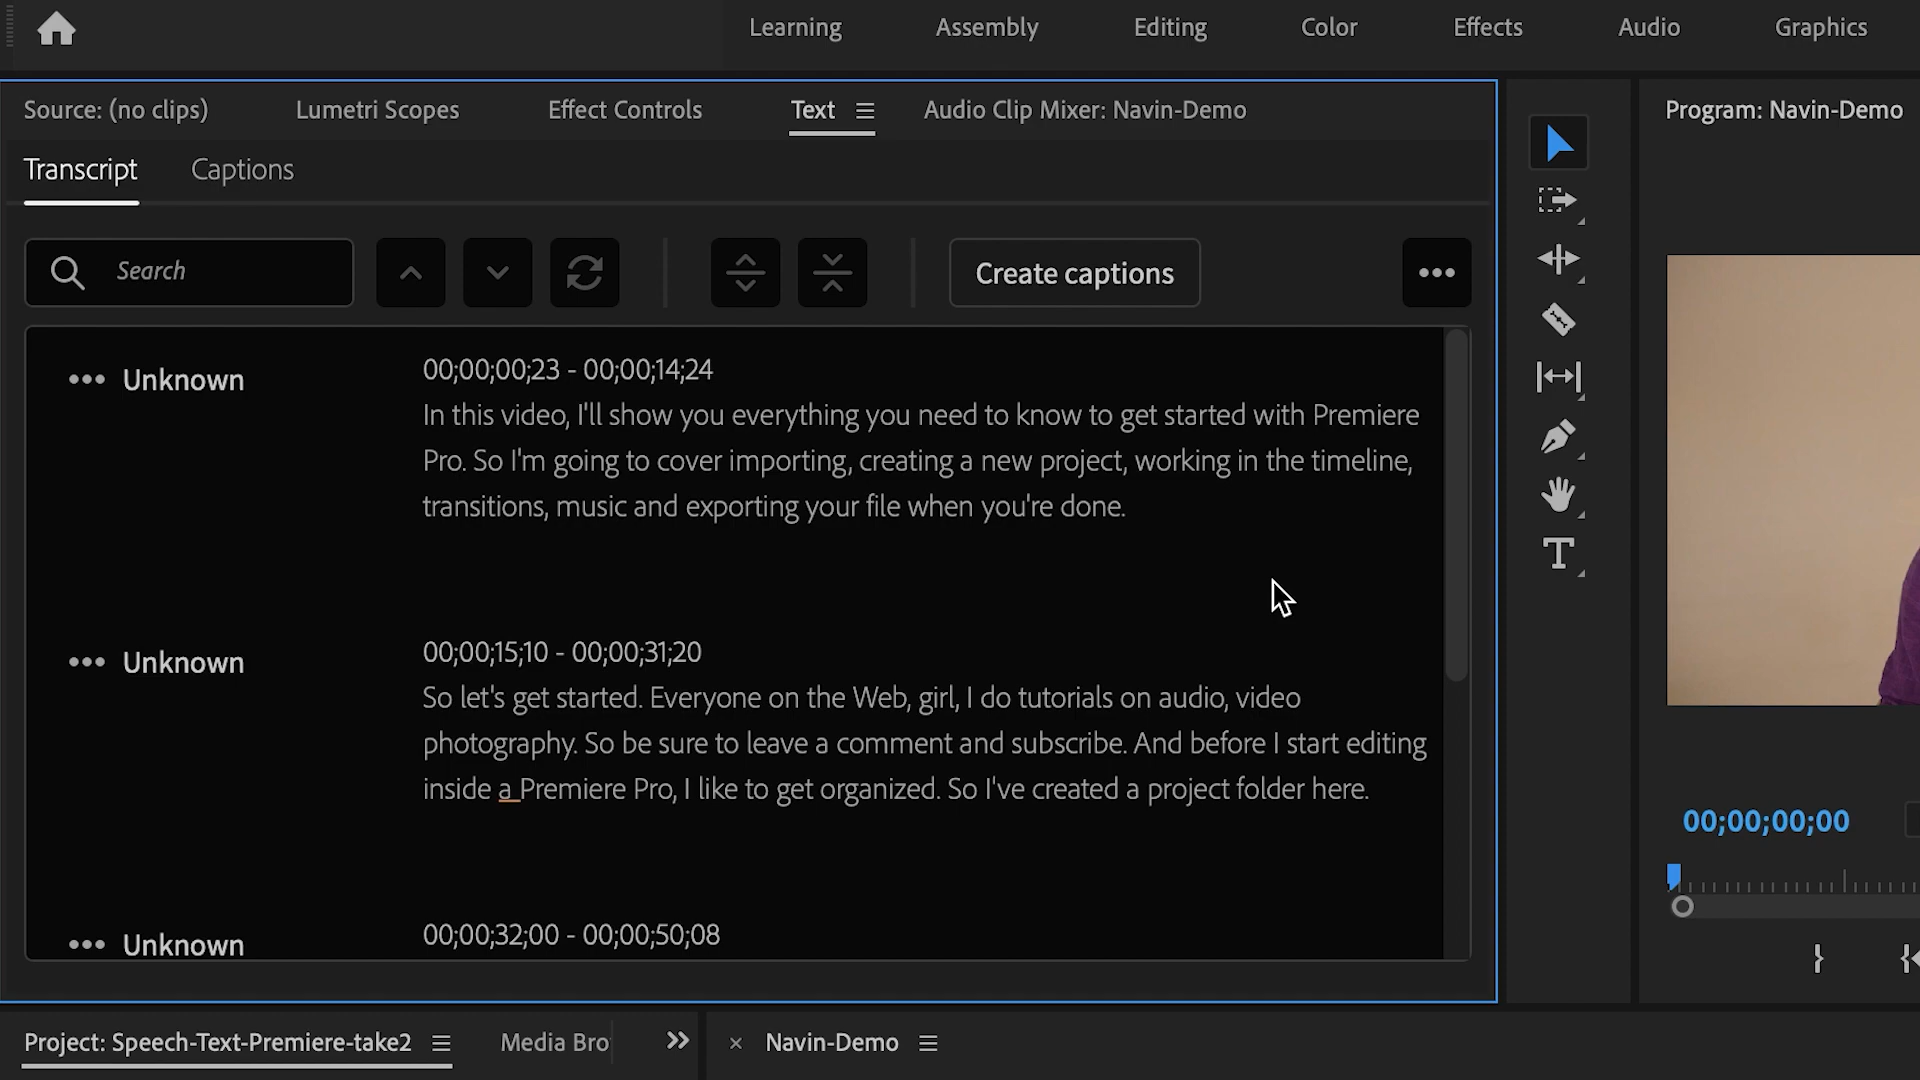 Learning Assembly Editing Color Effects Audio Graphics
Source: (no clips) Lumetri Scopes Effect Controls Text Audio Clip Mixer: Navin-Demo
Program: Navin-Demo
Transcript Captions
Search Create captions
Unknown
00;00;00;23 - 00;00;14;24
In this video, I'll show you everything you need to know to get started with Premiere
Pro. So I'm going to cover importing, creating a new project, working in the timeline,
transitions, music and exporting your file when you're done.
Unknown
00;00;15;10 - 00;00;31;20
So let's get started. Everyone on the Web, girl, I do tutorials on audio, video
photography. So be sure to leave a comment and subscribe. And before I start editing
inside a Premiere Pro, I like to get organized. So I've created a project folder here.
Unknown
00;00;32;00 - 00;00;50;08
T
00;00;00;00
Project: Speech-Text-Premiere-take2 Media Bro Navin-Demo